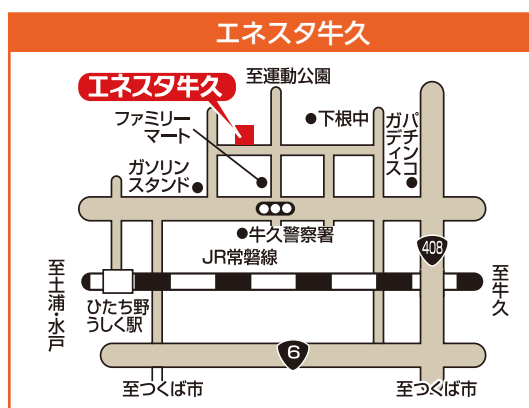 エネスタ牛久
至運動公園
エネスタ牛久
ファミリー
マート
下根中
パチンコ
ガディス
ガソリン
スタンド
牛久警察署
JR常磐線
408
至土浦・水戸
ひたち野
うしく駅
至牛久
6
至つくば市
至つくば市